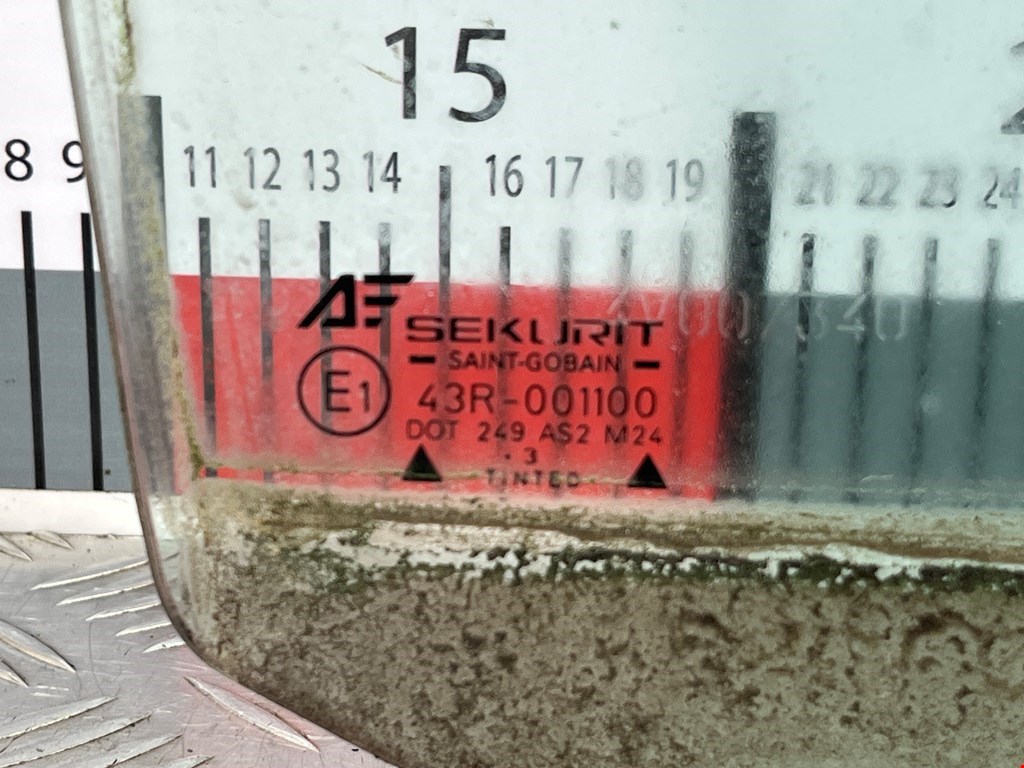 15
8 9 11 12 13 14 16 17 18 19 21 22 23 24
SEKURIT
SAINT-GOBAIN
E1 43R-001100
DOT 249 AS2 M24
. 3
TINTED